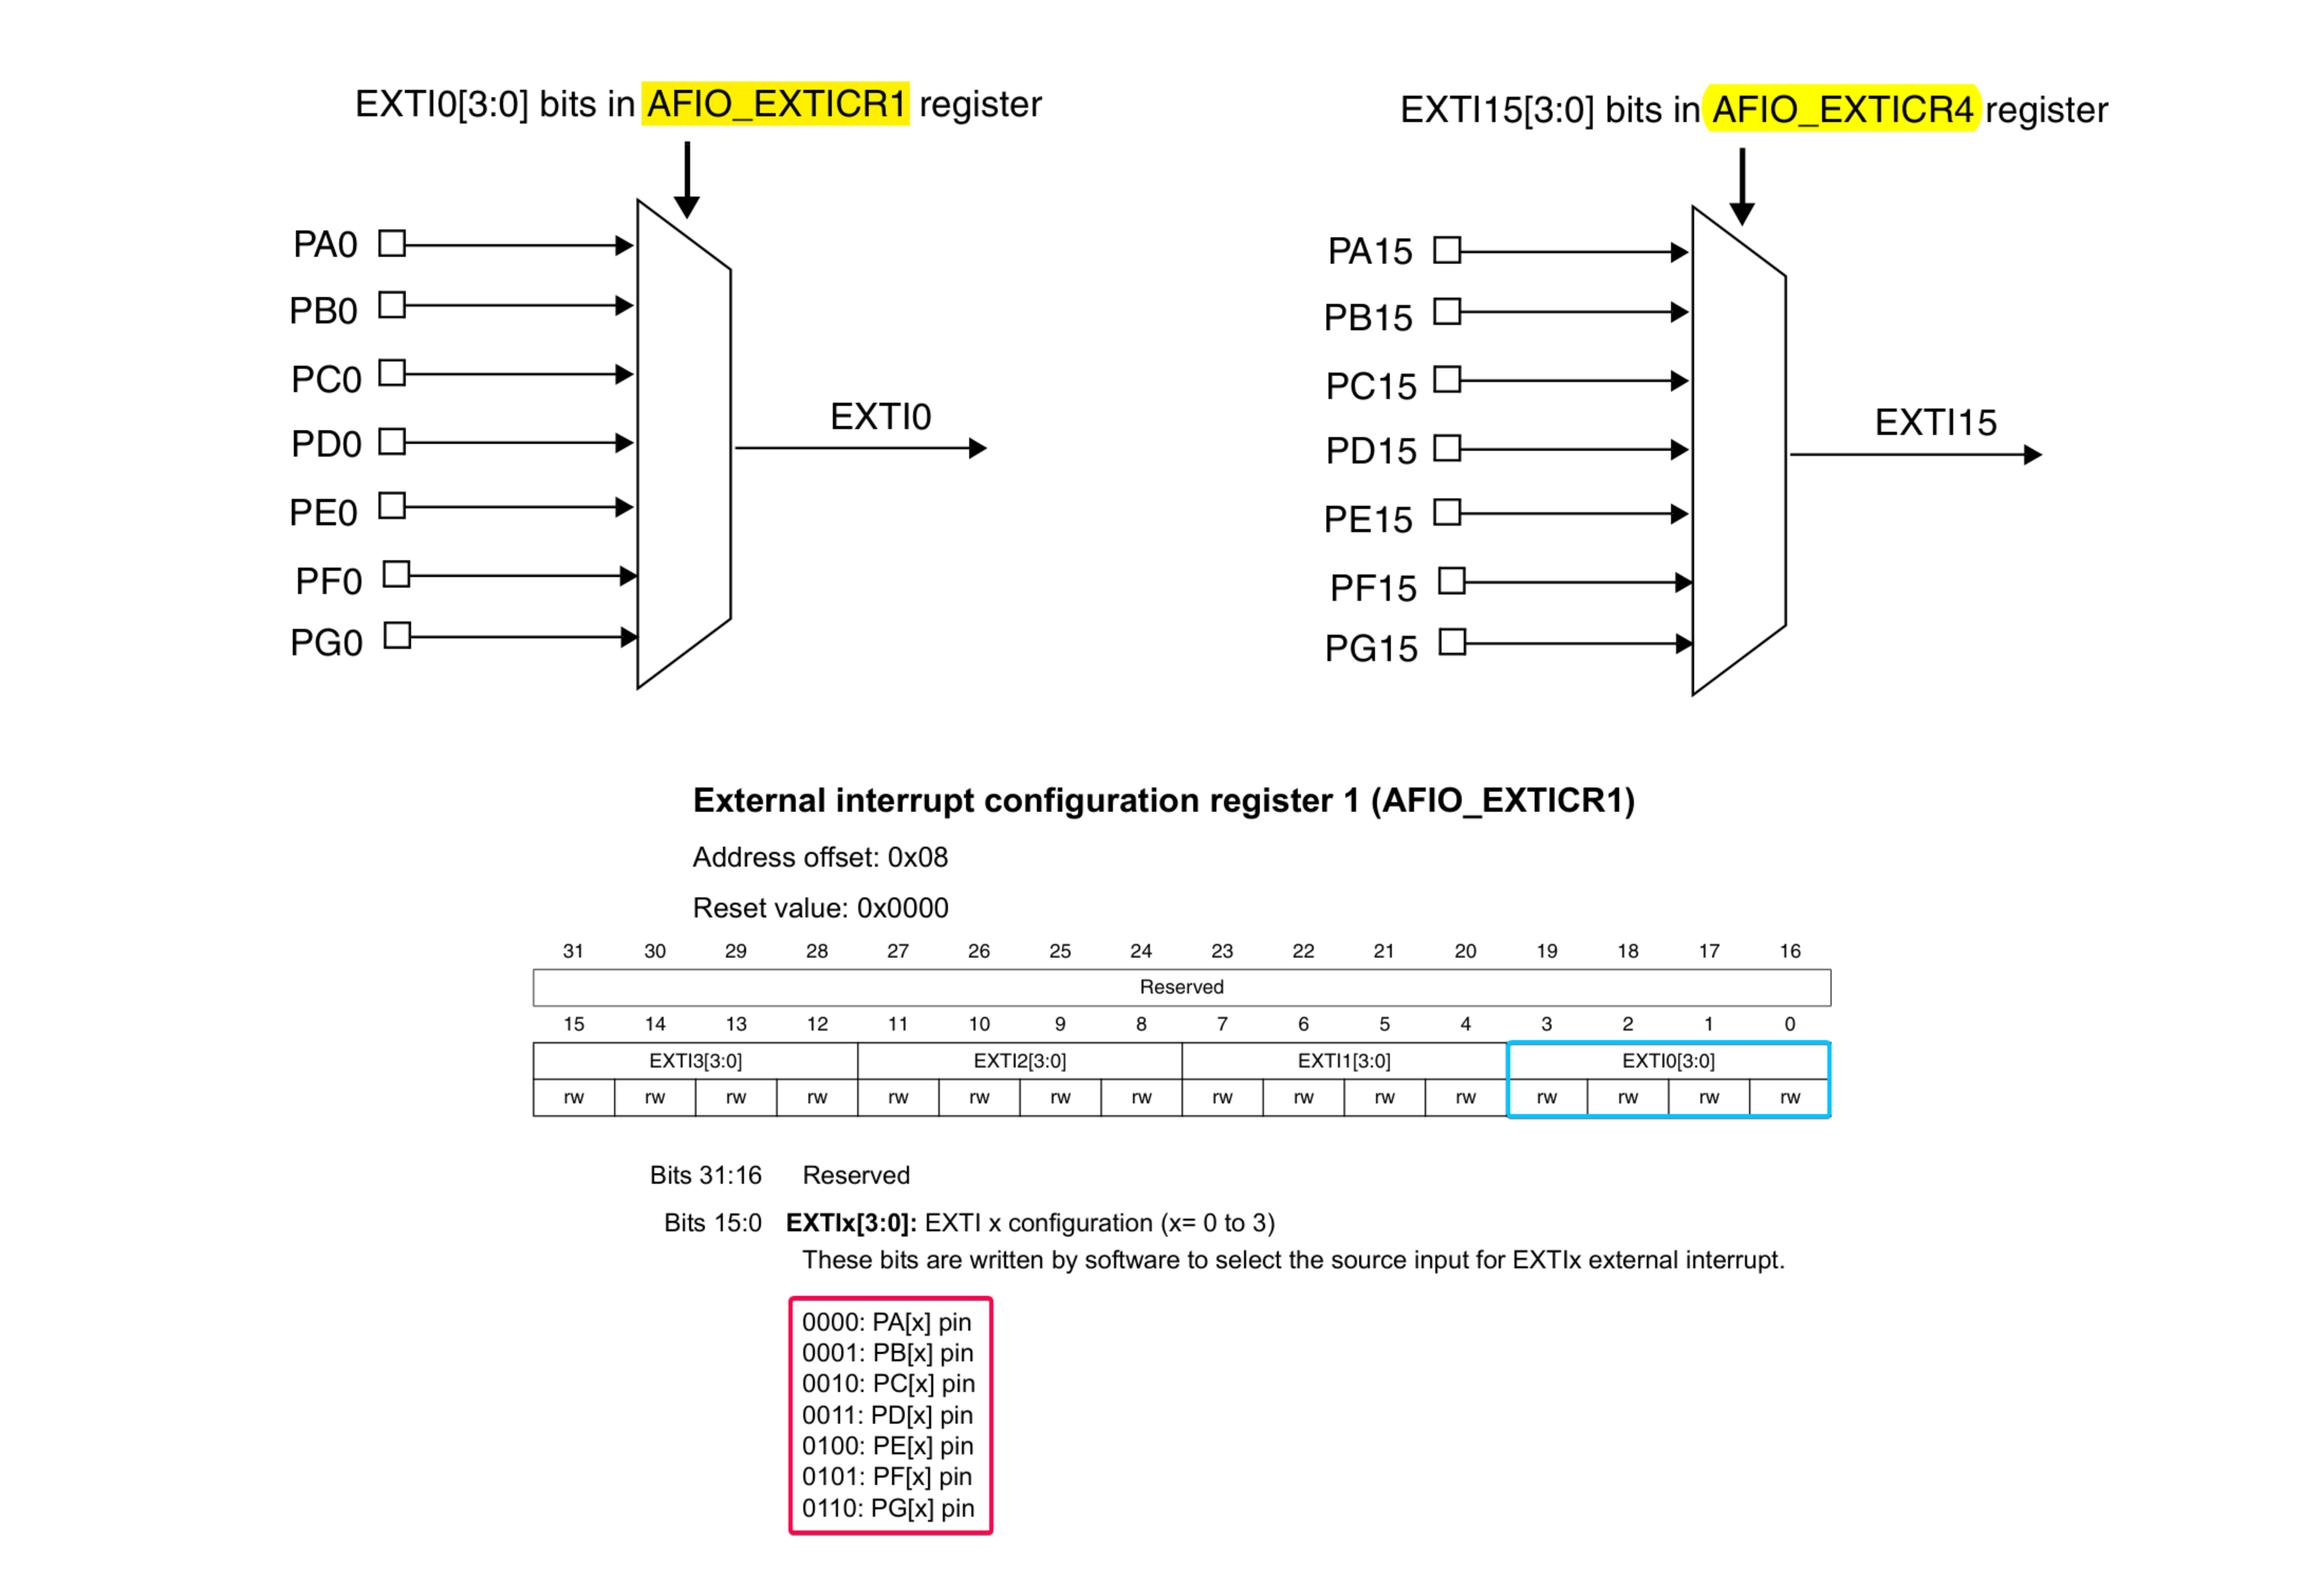 EXTI0[3:0] bits in AFIO_EXTICR1 register
PA0
PB0
PC0
PD0
PE0
PF0
PG0
EXTI0
EXTI15[3:0] bits in AFIO_EXTICR4 register
PA15
PB15
PC15
PD15
PE15
PF15
PG15
EXTI15
External interrupt configuration register 1 (AFIO_EXTICR1)
Address offset: 0x08
Reset value: 0x0000
31 30 29 28 27 26 25 24 23 22 21 20 19 18 17 16
Reserved
15 14 13 12 11 10 9 8 7 6 5 4 3 2 1 0
EXTI3[3:0] EXTI2[3:0] EXTI1[3:0] EXTI0[3:0]
rw rw rw rw rw rw rw rw rw rw rw rw rw rw rw rw
Bits 31:16 Reserved
Bits 15:0 EXTIx[3:0]: EXTI x configuration (x= 0 to 3)
These bits are written by software to select the source input for EXTIx external interrupt.
0000: PA[x] pin
0001: PB[x] pin
0010: PC[x] pin
0011: PD[x] pin
0100: PE[x] pin
0101: PF[x] pin
0110: PG[x] pin